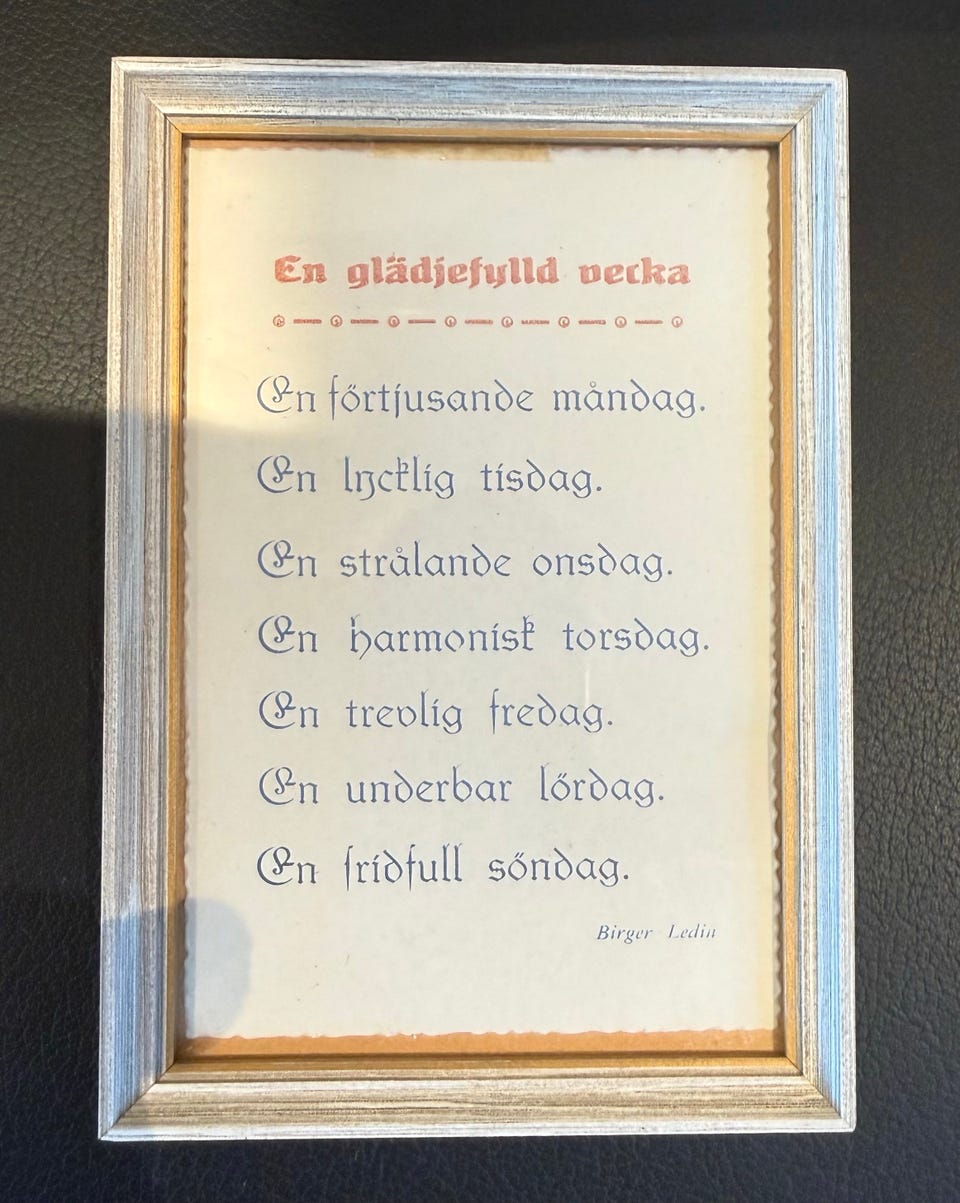 En glädjefylld vecka
En förtjusande måndag.
En lycklig tisdag.
En strålande onsdag.
En harmonisk torsdag.
En trevlig fredag.
En underbar lördag.
En fridfull söndag.
Birger Ledin